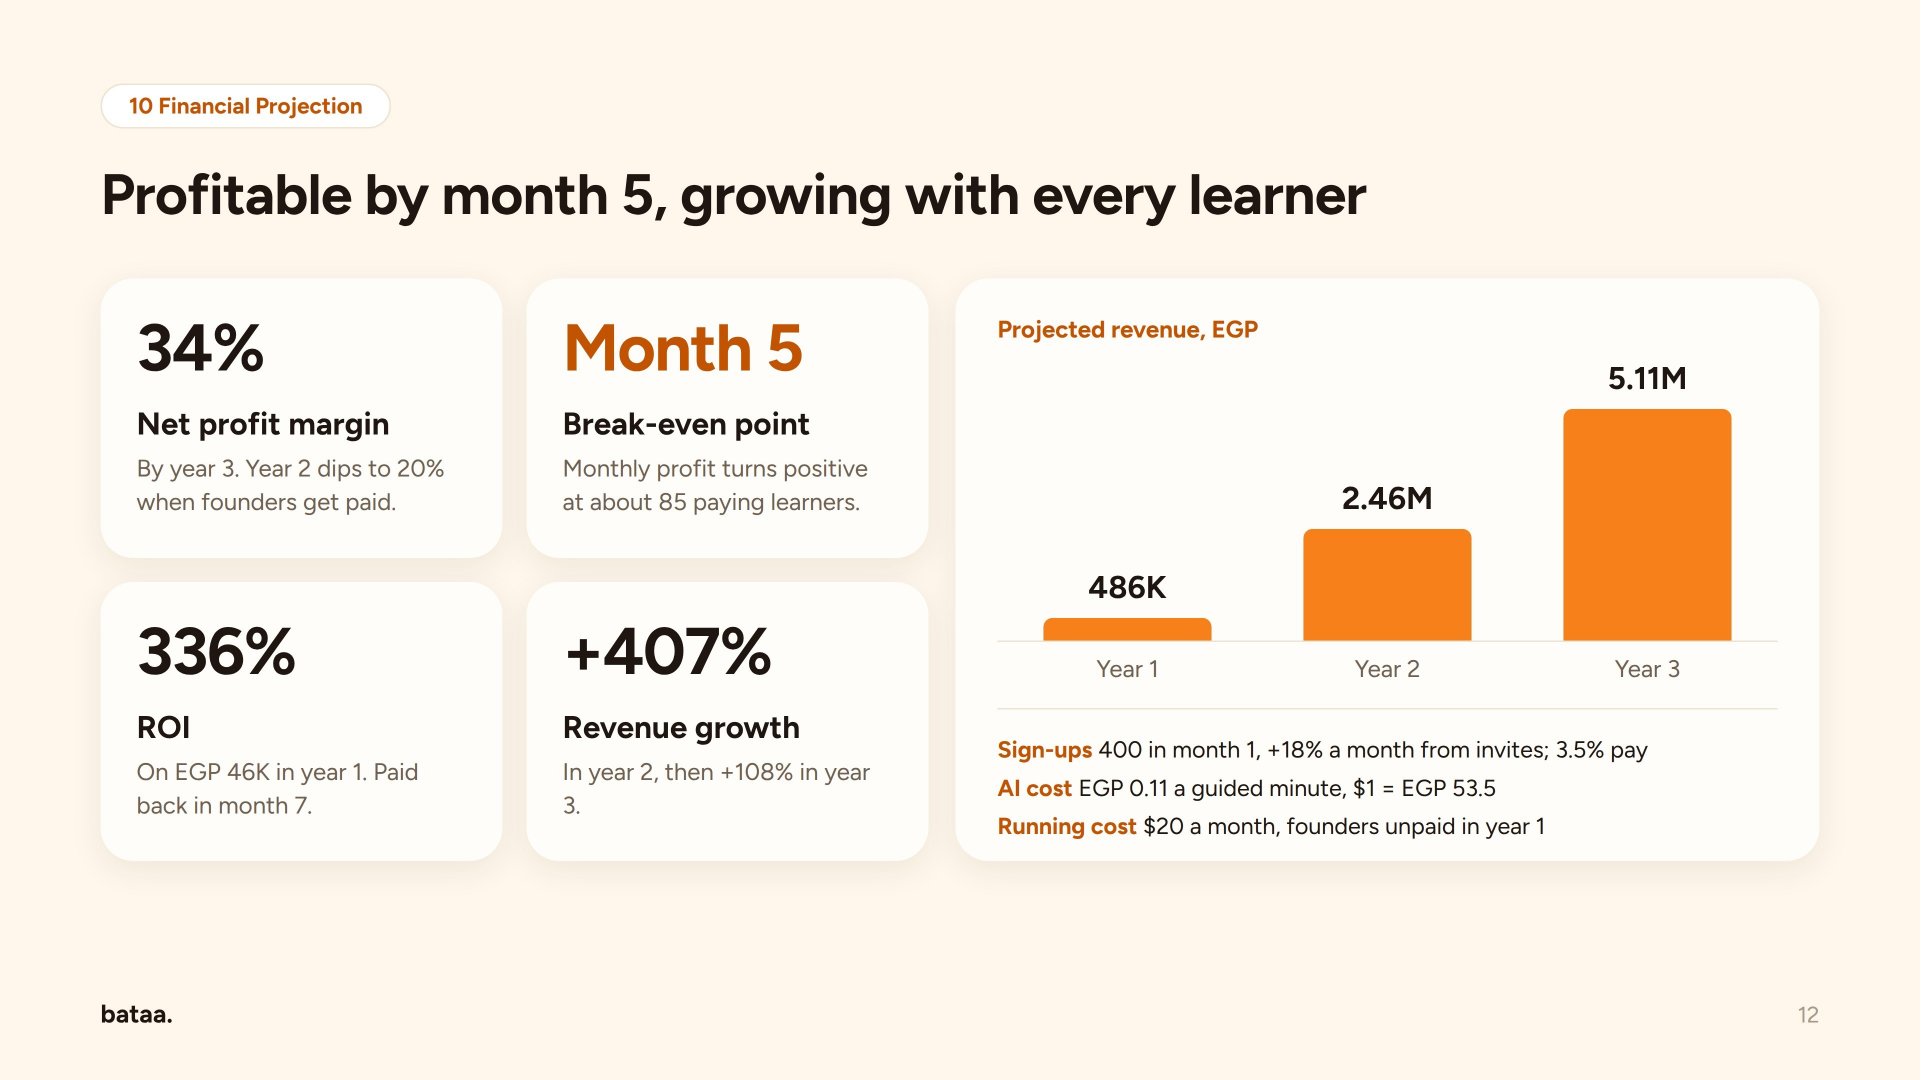 10 Financial Projection
Profitable by month 5, growing with every learner
34%
Net profit margin
By year 3. Year 2 dips to 20%
when founders get paid.
Month 5
Break-even point
Monthly profit turns positive
at about 85 paying learners.
336%
ROI
On EGP 46K in year 1. Paid
back in month 7.
+407%
Revenue growth
In year 2, then +108% in year
3.
Projected revenue, EGP
486K
2.46M
5.11M
Year 1
Year 2
Year 3
Sign-ups 400 in month 1, +18% a month from invites; 3.5% pay
AI cost EGP 0.11 a guided minute, $1 = EGP 53.5
Running cost $20 a month, founders unpaid in year 1
bataa.
12